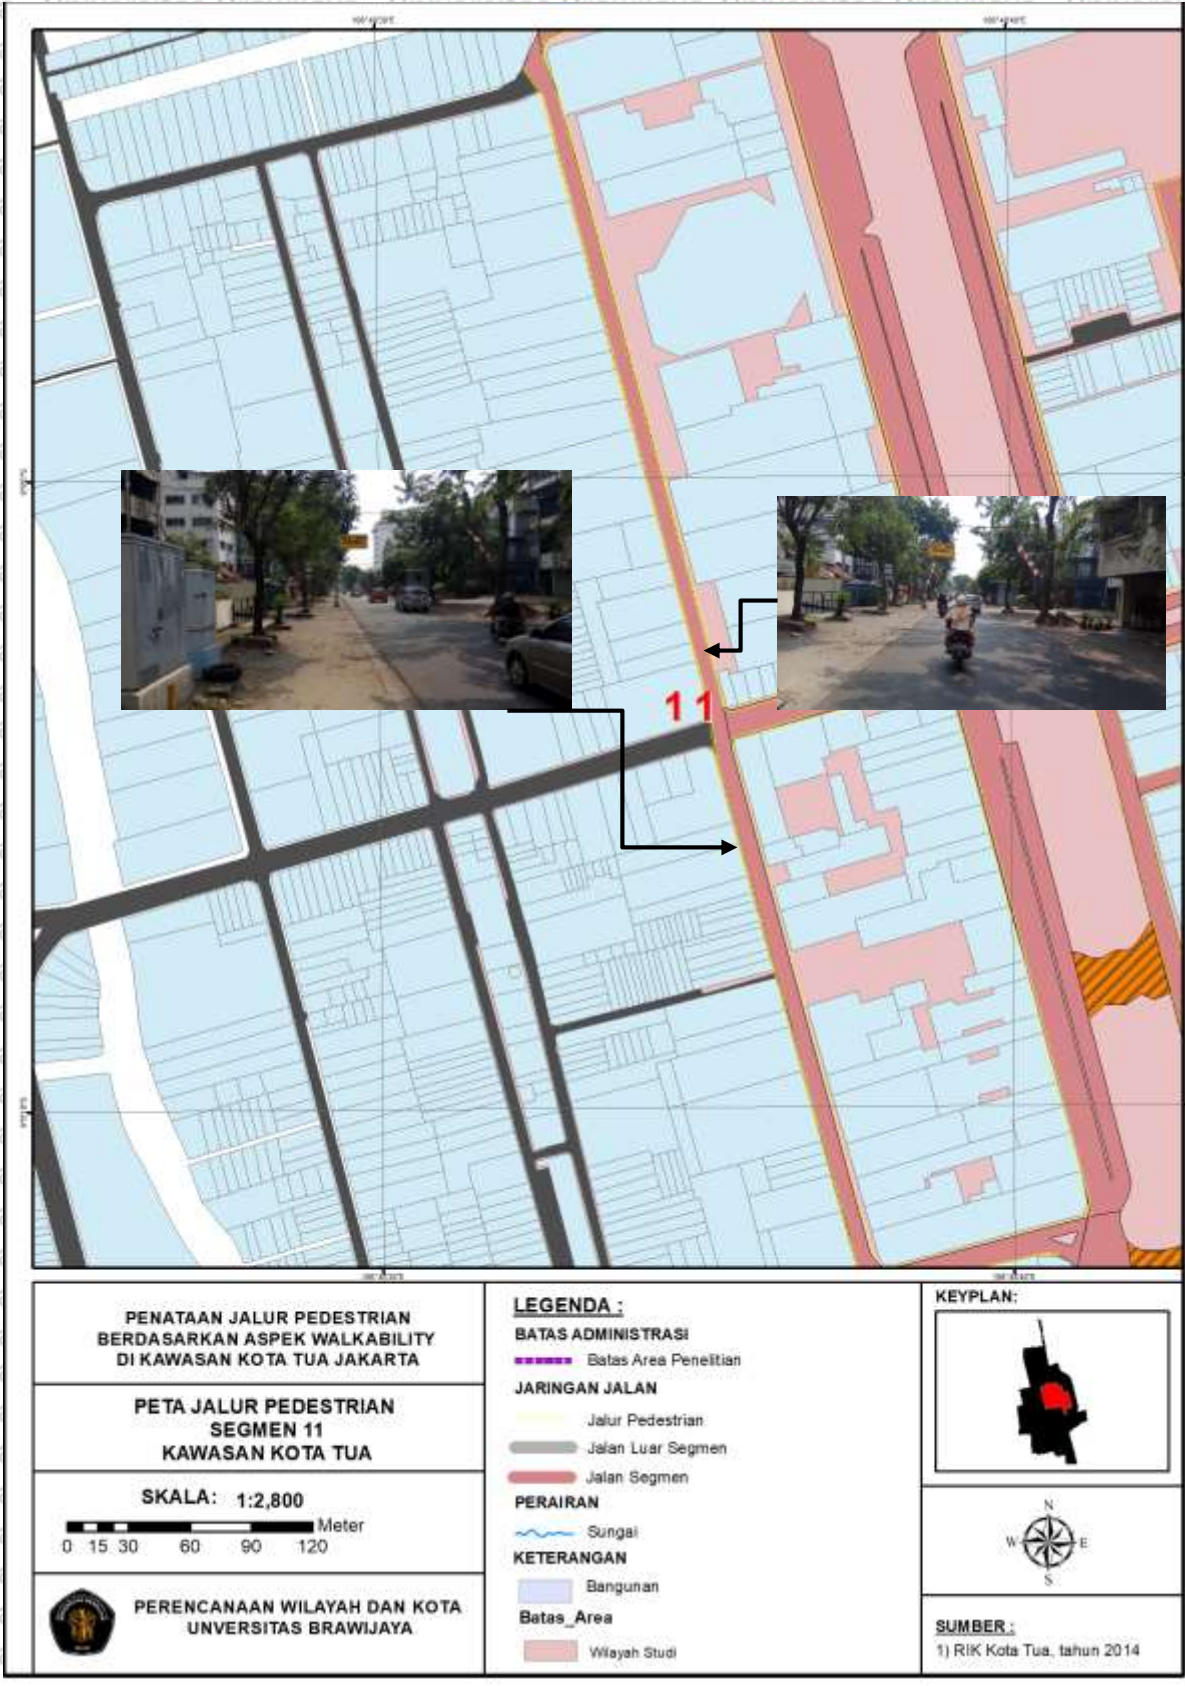 11
PENATAAN JALUR PEDESTRIAN
BERDASARKAN ASPEK WALKABILITY
DI KAWASAN KOTA TUA JAKARTA
PETA JALUR PEDESTRIAN
SEGMEN 11
KAWASAN KOTA TUA
SKALA: 1:2,800
Meter
0 15 30 60 90 120
PERENCANAAN WILAYAH DAN KOTA
UNVERSITAS BRAWIJAYA
LEGENDA :
BATAS ADMINISTRASI
Batas Area Penelitian
JARINGAN JALAN
Jalur Pedestrian
Jalan Luar Segmen
Jalan Segmen
PERAIRAN
Sungai
KETERANGAN
Bangunan
Batas_Area
Wilayah Studi
KEYPLAN:
N
W E
S
SUMBER :
1) RIK Kota Tua, tahun 2014